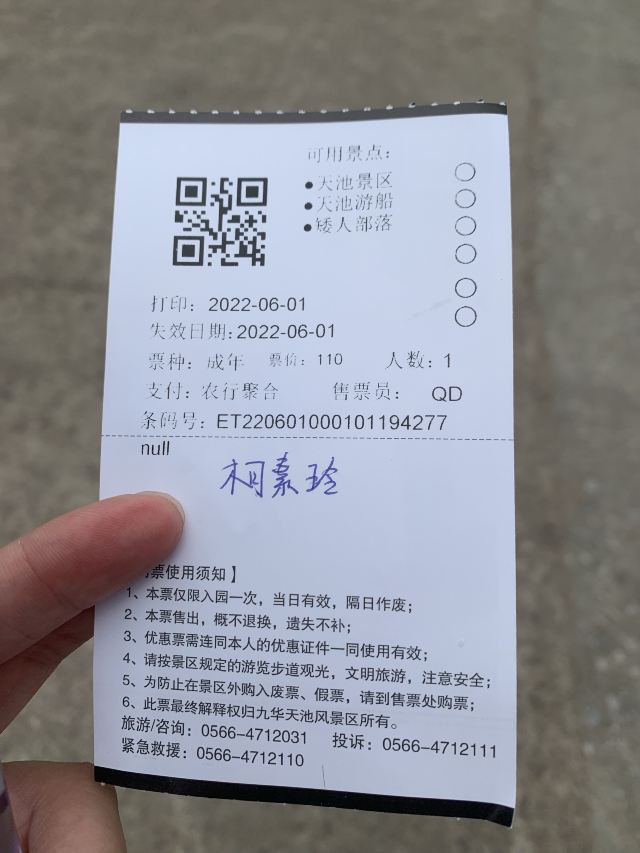 可用景点：
●天池景区
●天池游船
●矮人部落
打印：2022-06-01
失效日期:2022-06-01
票种：成年 票价：110 人数：1
支付：农行聚合 售票员： QD
条码号：ET220601000101194277
null
柯素玲
票使用须知】
1、本票仅限入园一次，当日有效，隔日作废；
2、本票售出，概不退换，遗失不补；
3、优惠票需连同本人的优惠证件一同使用有效；
4、请按景区规定的游览步道观光，文明旅游，注意安全；
5、为防止在景区外购入废票、假票，请到售票处购票；
6、此票最终解释权归九华天池风景区所有。
旅游/咨询：0566-4712031 投诉：0566-4712111
紧急救援：0566-4712110